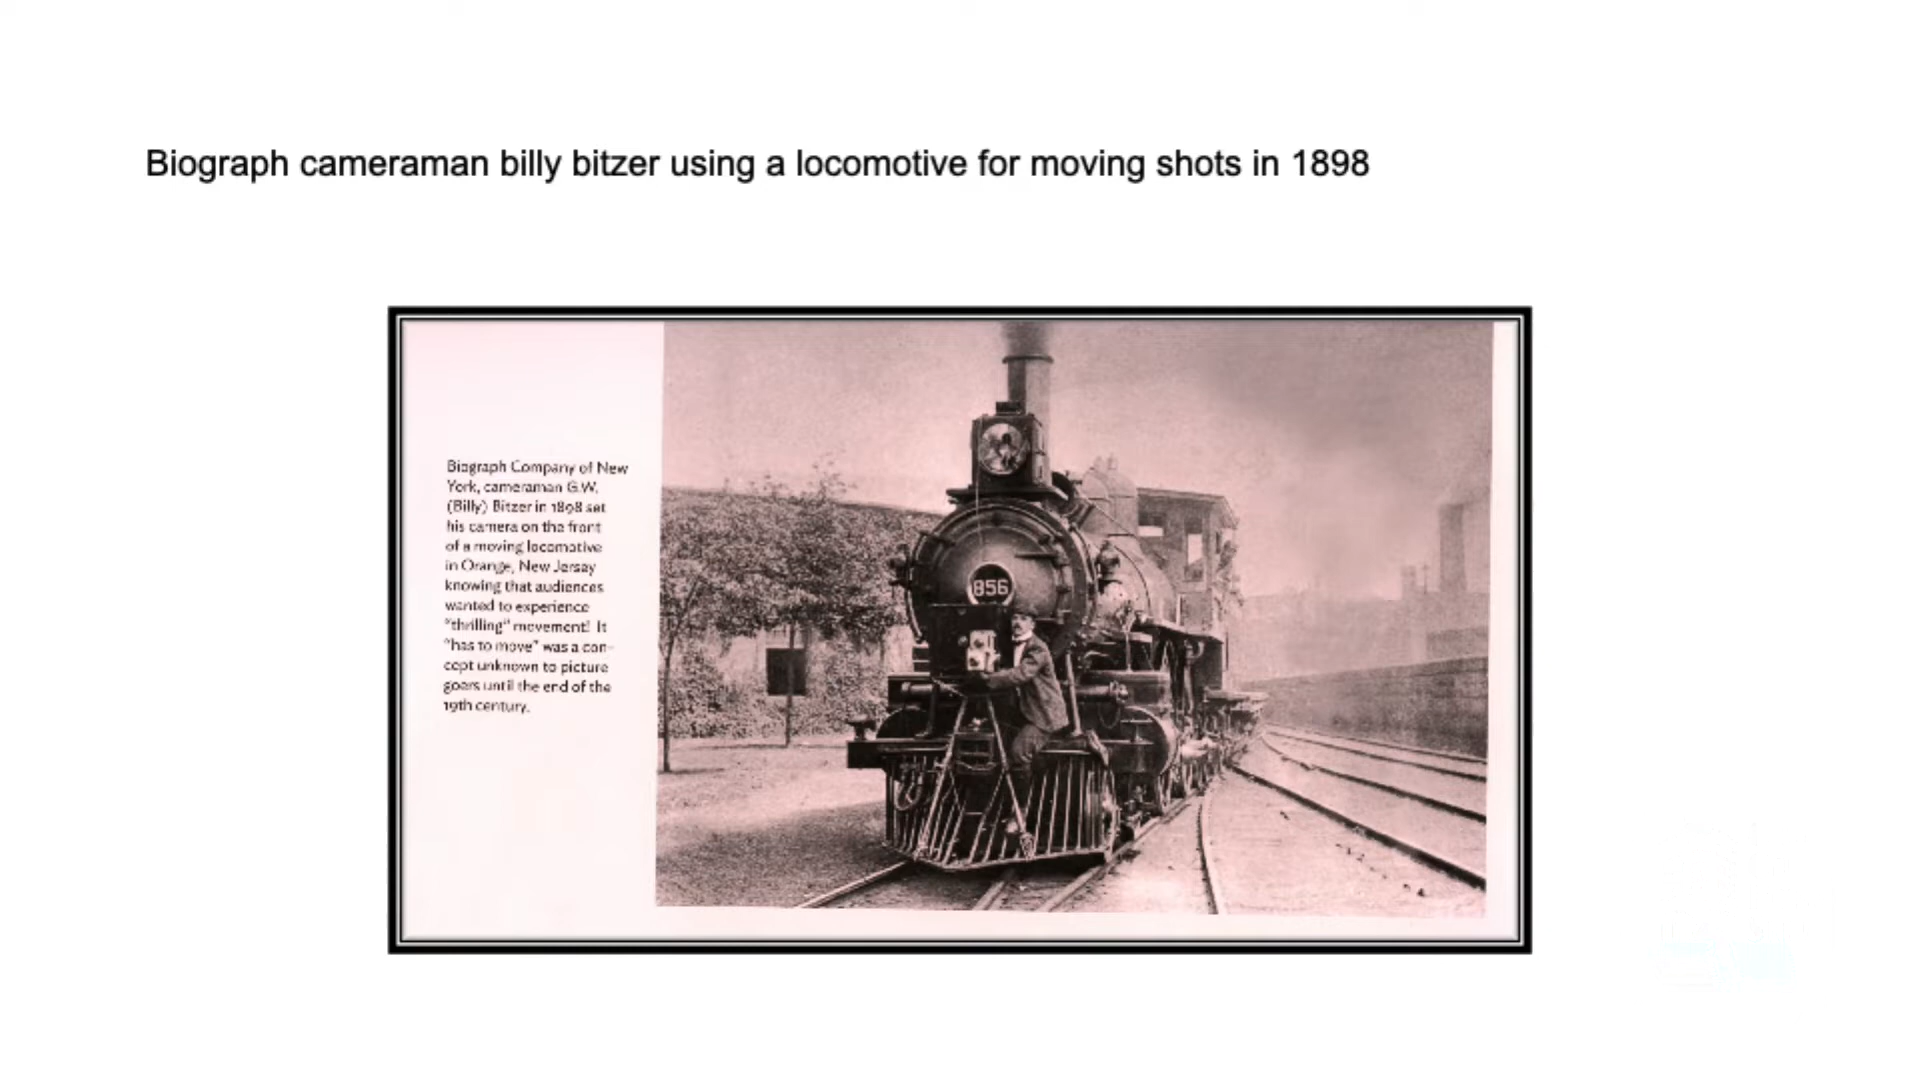 Biograph cameraman billy bitzer using a locomotive for moving shots in 1898
Biograph Company of New
York, cameraman G.W.
(Billy) Bitzer in 1898 set
his camera on the front
of a moving locomotive
in Orange, New Jersey
knowing that audiences
wanted to experience
"thrilling" movement! It
"has to move" was a con-
cept unknown to picture
goers until the end of the
19th century.
856